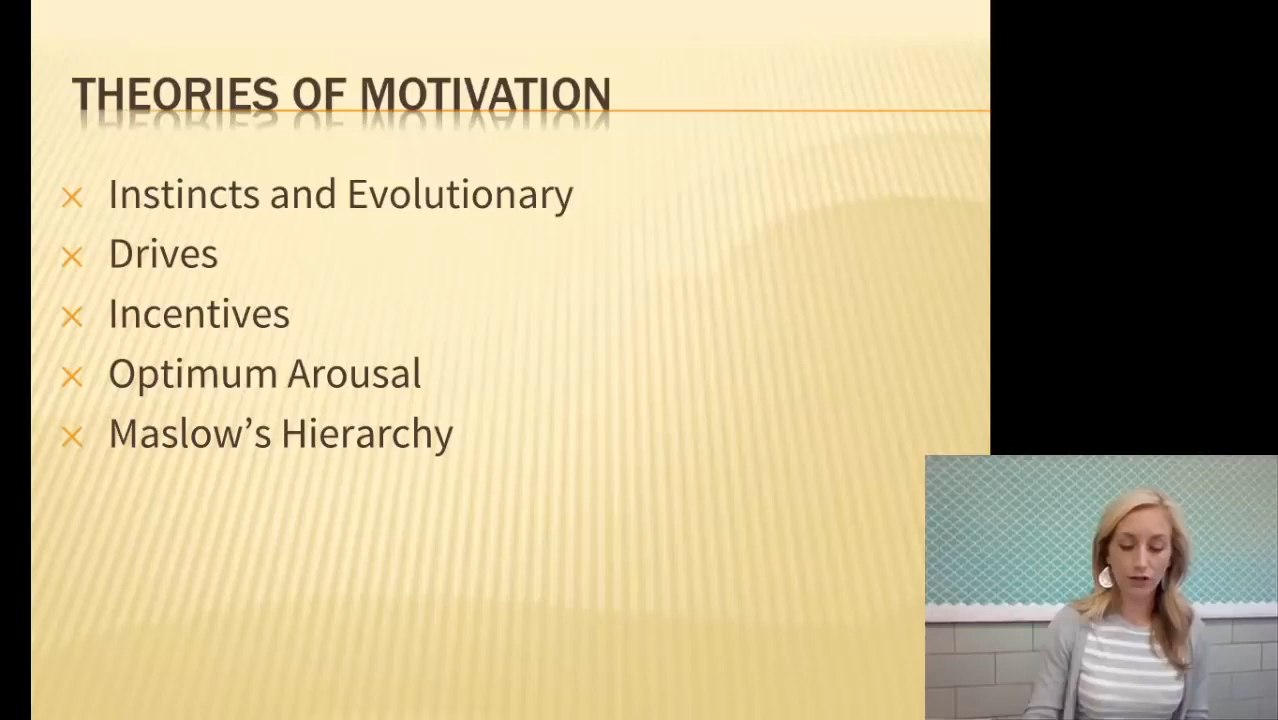 THEORIES OF MOTIVATION
Instincts and Evolutionary
Drives
Incentives
Optimum Arousal
Maslow’s Hierarchy